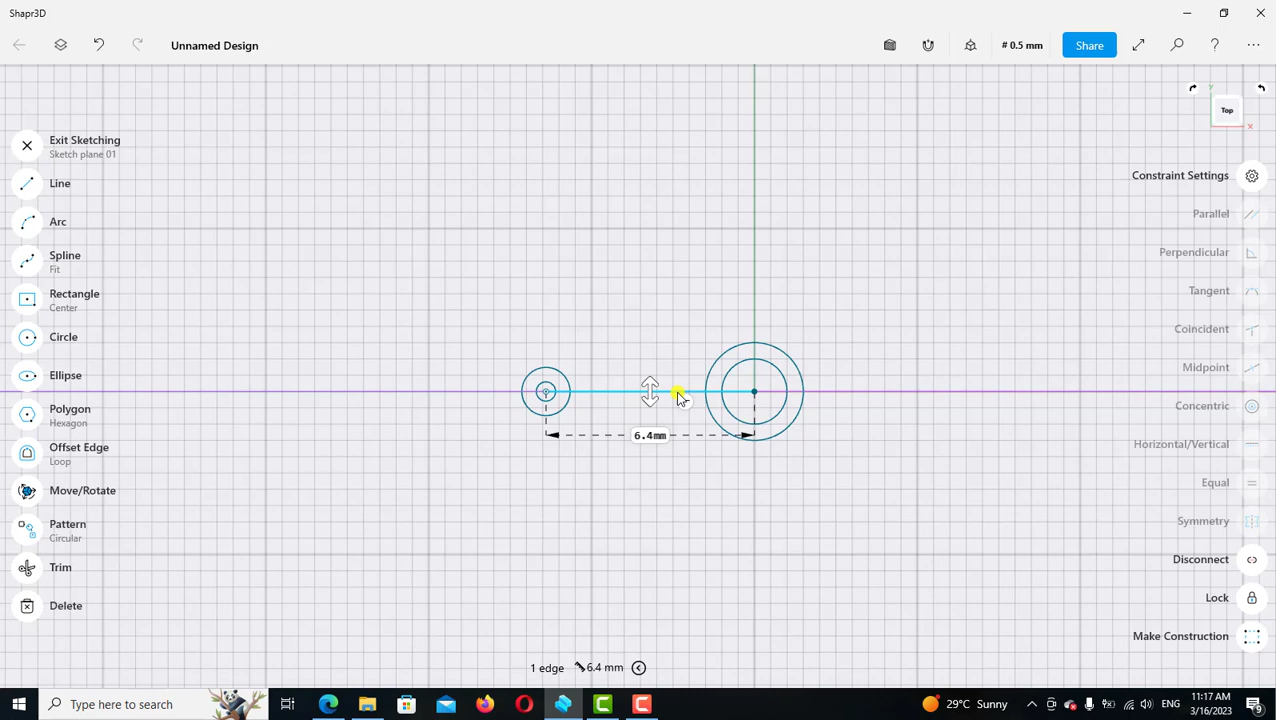 Shapr3D
Unnamed Design
# 0.5 mm
Share
Top
Y
X
Exit Sketching
Sketch plane 01
Line
Arc
Spline
Fit
Rectangle
Center
Circle
Ellipse
Polygon
Hexagon
Offset Edge
Loop
Move/Rotate
Pattern
Circular
Trim
Delete
Constraint Settings
Parallel
Perpendicular
Tangent
Coincident
Midpoint
Concentric
Horizontal/Vertical
Equal
Symmetry
Disconnect
Lock
Make Construction
6.4mm
1 edge 6.4 mm
Type here to search
29°C Sunny
ENG
11:17 AM
3/16/2023